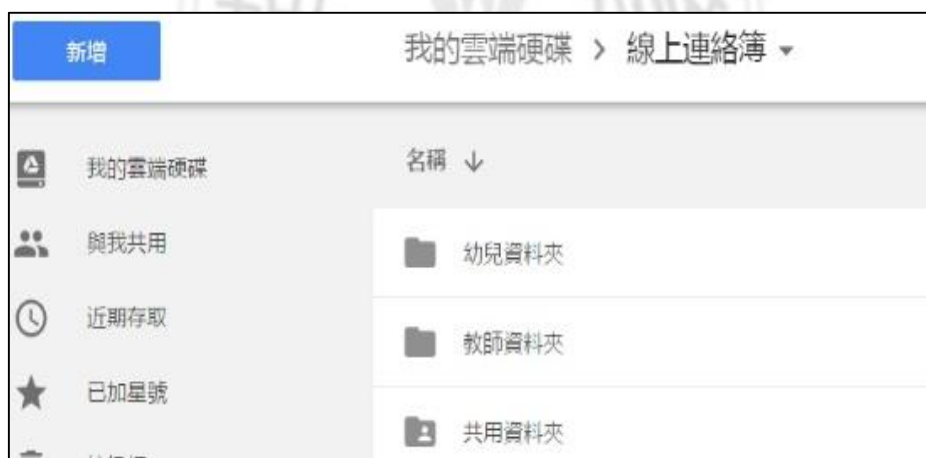 新增
我的雲端硬碟 > 線上連絡簿
我的雲端硬碟
與我共用
近期存取
已加星號
名稱
幼兒資料夾
教師資料夾
共用資料夾